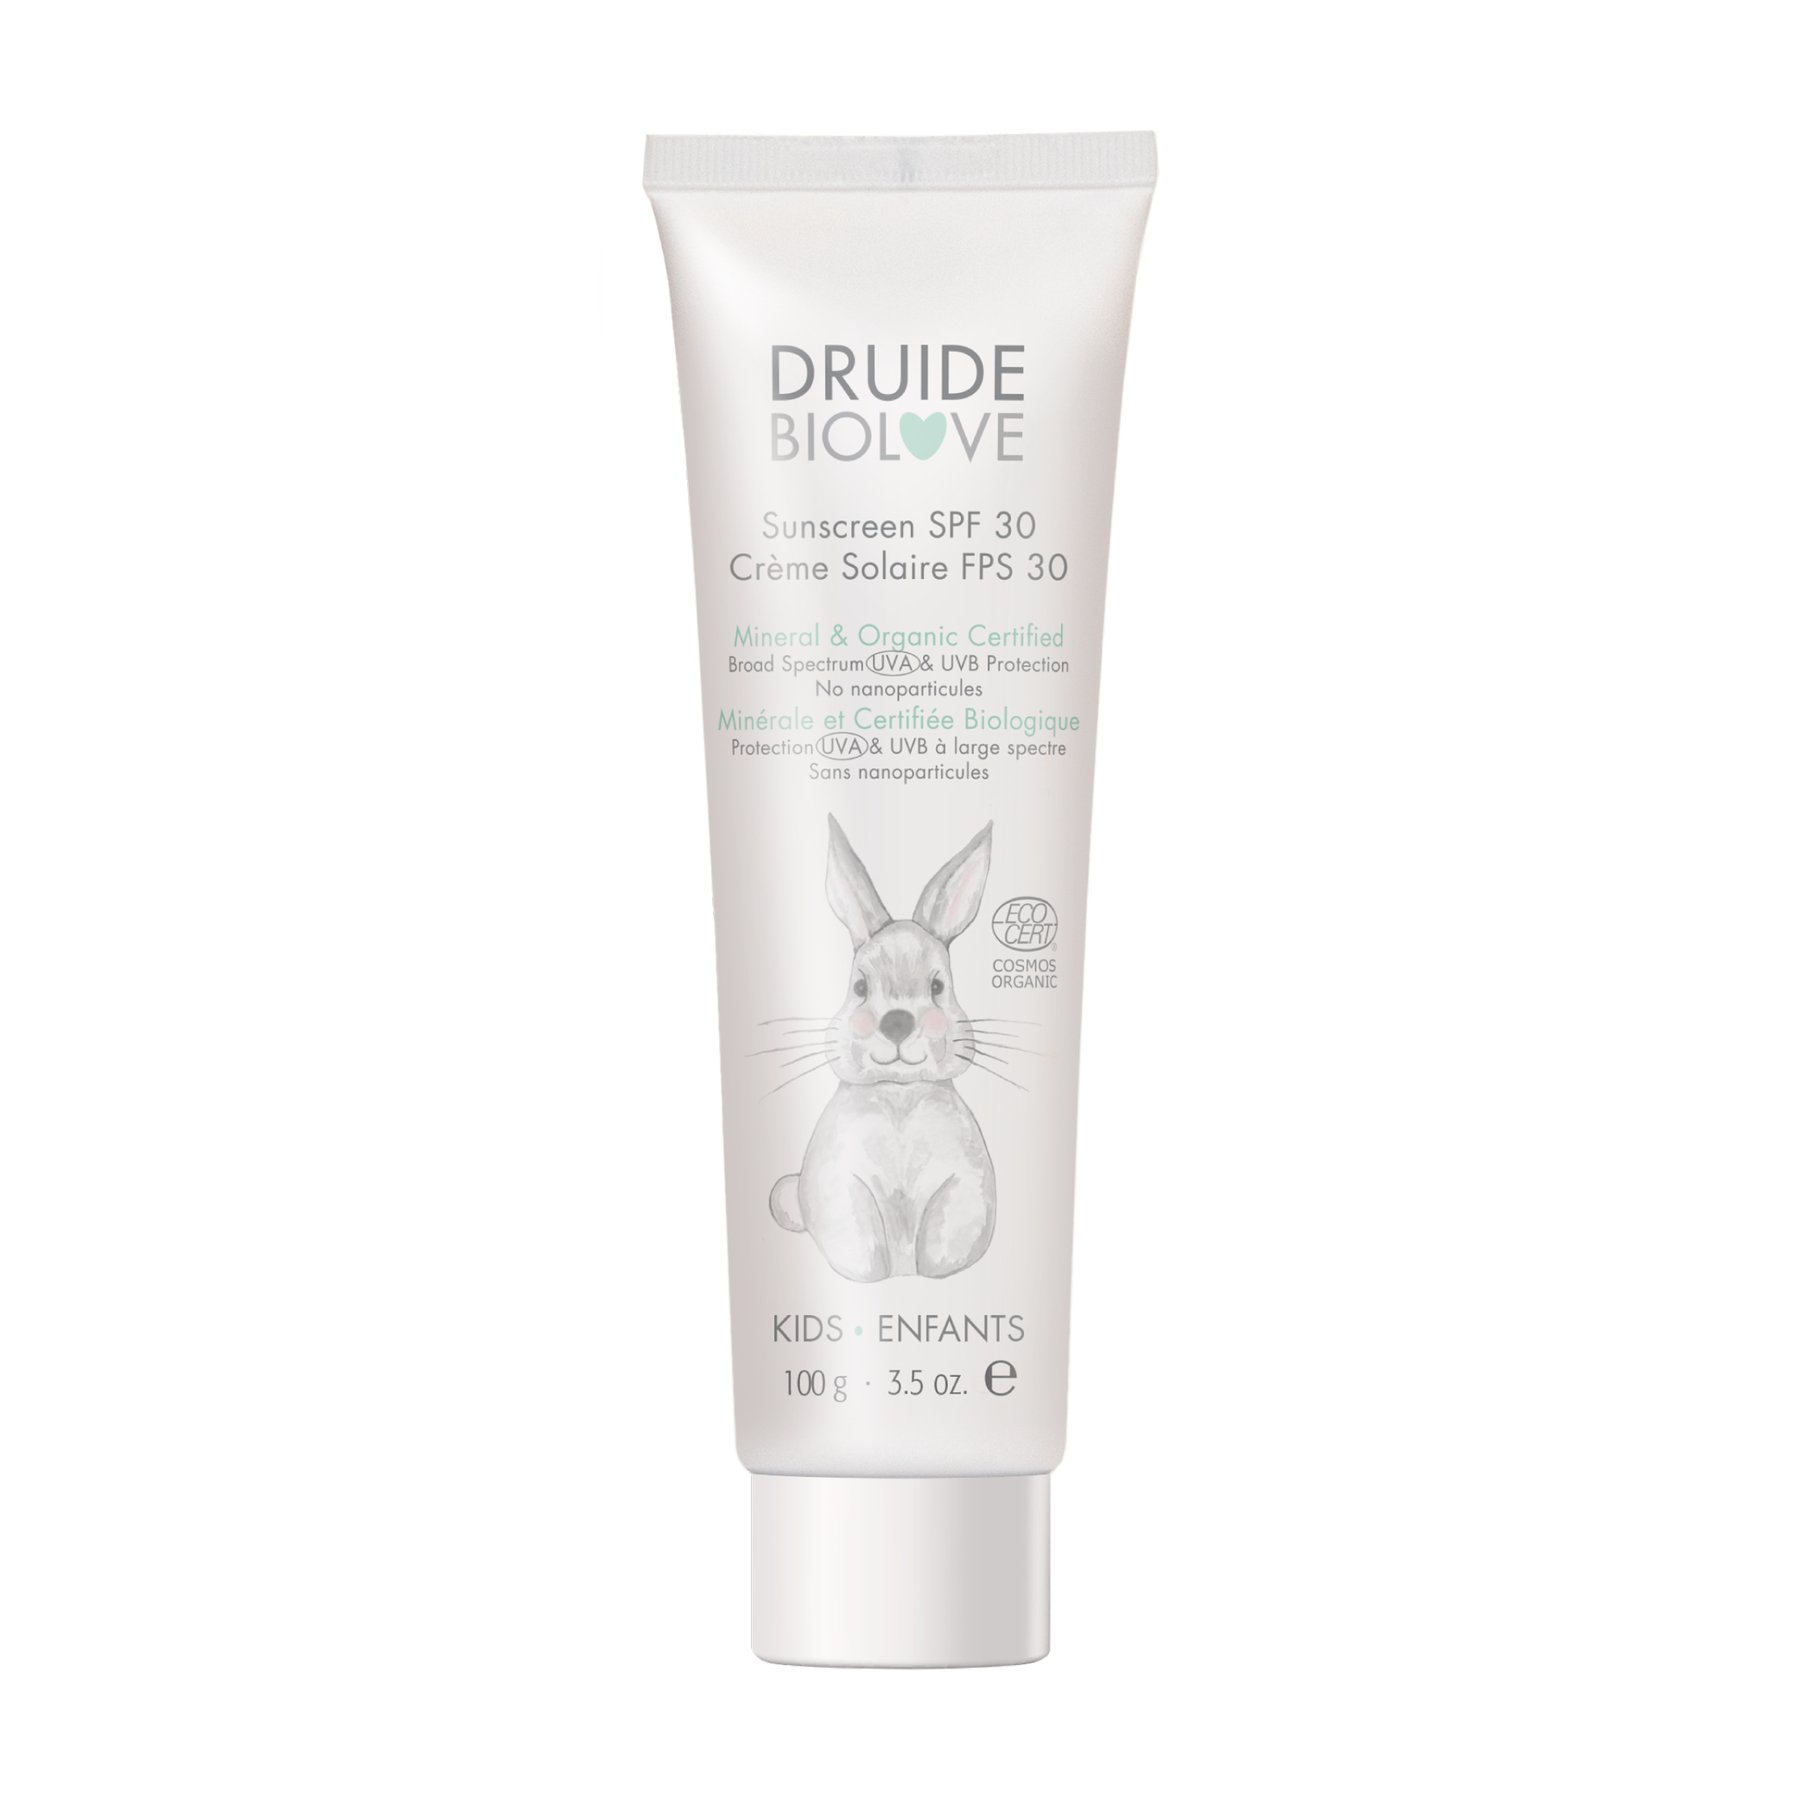 DRUIDE
BIOLOVE
Sunscreen SPF 30
Crème Solaire FPS 30
Mineral & Organic Certified
Broad Spectrum UVA & UVB Protection
No nanoparticules
Minérale et Certifiée Biologique
Protection UVA & UVB à large spectre
Sans nanoparticules
ECO
CERT®
COSMOS
ORGANIC
KIDS • ENFANTS
100 g · 3.5 oz. ℮